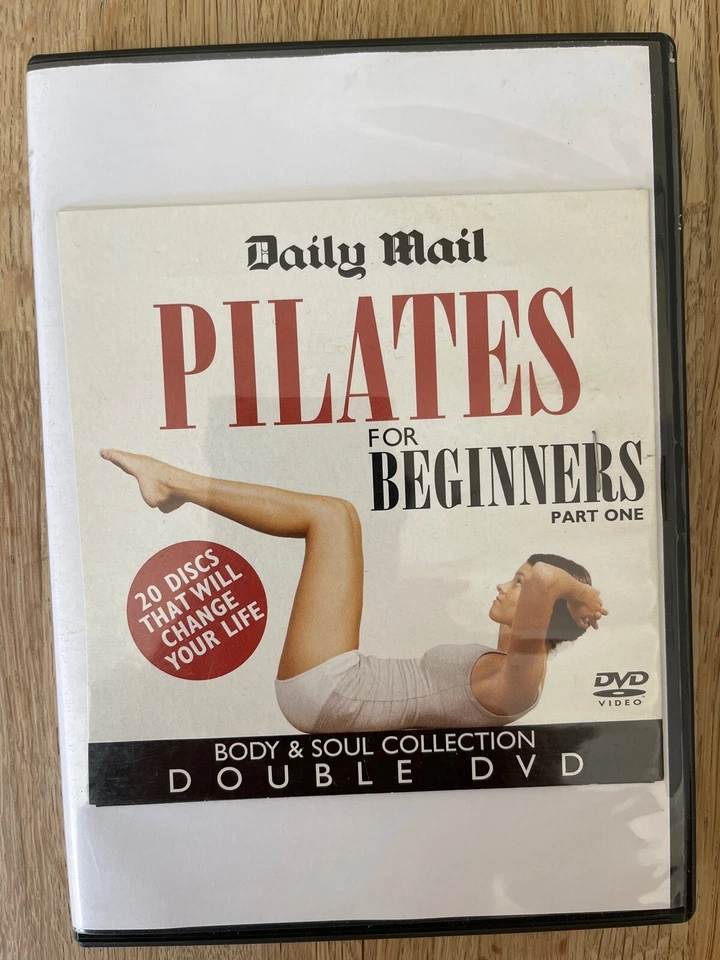 Daily Mail
PILATES
FOR
BEGINNERS
PART ONE
20 DISCS
THAT WILL
CHANGE
YOUR LIFE
DVD
VIDEO
BODY & SOUL COLLECTION
DOUBLE DVD